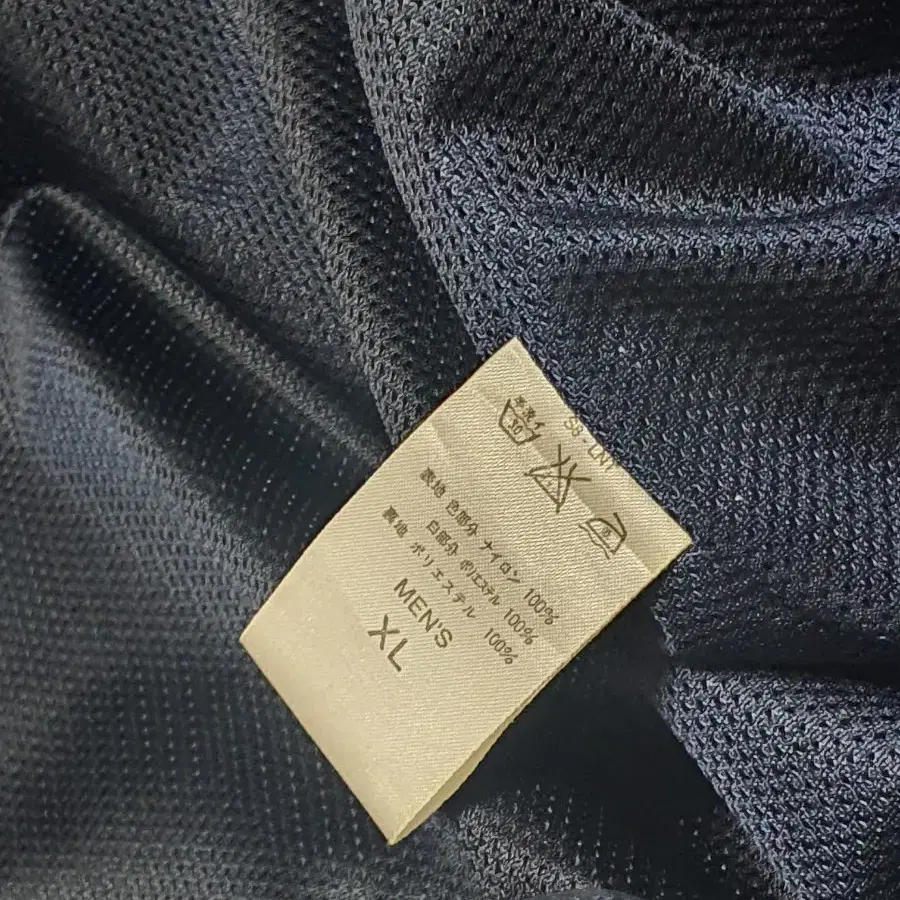 30
表地 色部分 ナイロン 100%
白部分 ポリエステル 100%
裏地 ポリエステル 100%
MEN'S
XL